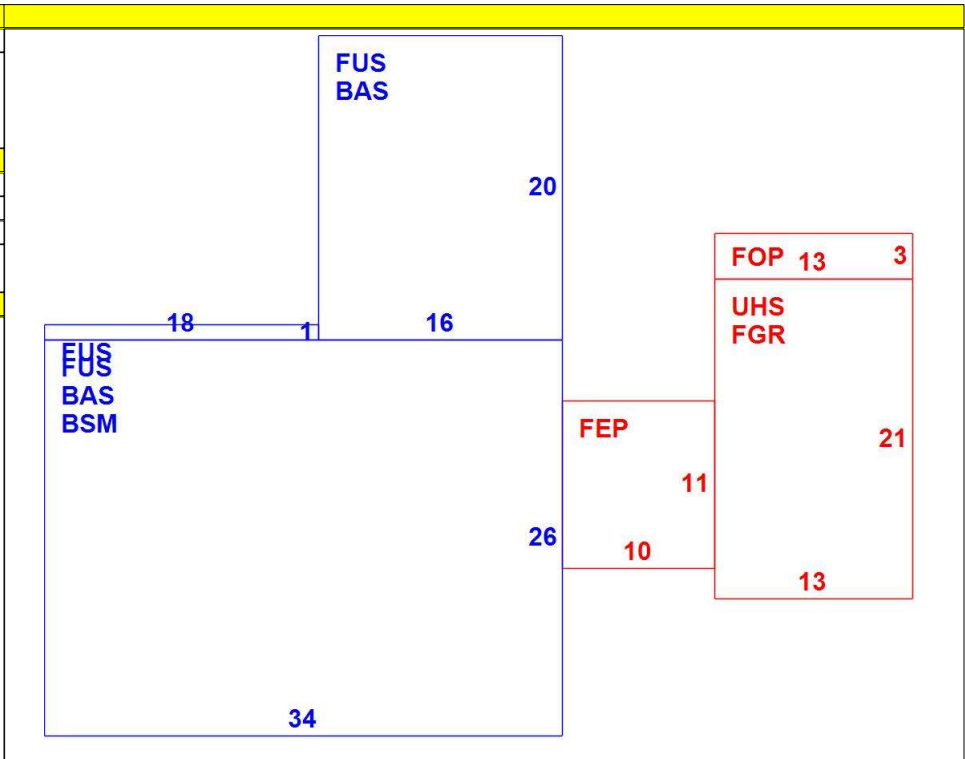 FUS
BAS
20
FOP 13 3
UHS
FGR
18 1 16
FUS
FUS
BAS
BSM
FEP
21
11
26
10
13
34